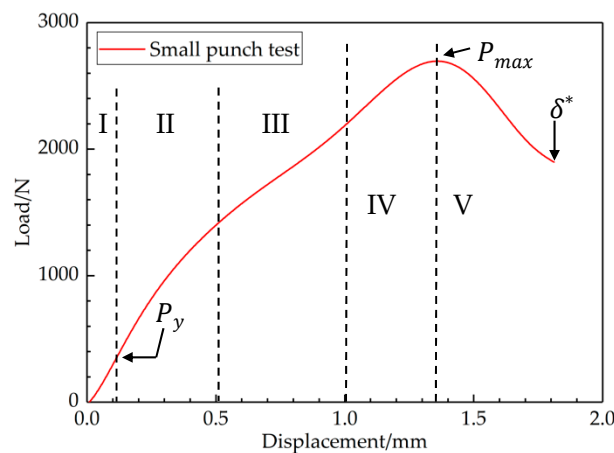 3000
Small punch test
P_max
I
II
III
δ*
2000
Load/N
IV
V
1000
P_y
0
0.0
0.5
1.0
1.5
2.0
Displacement/mm